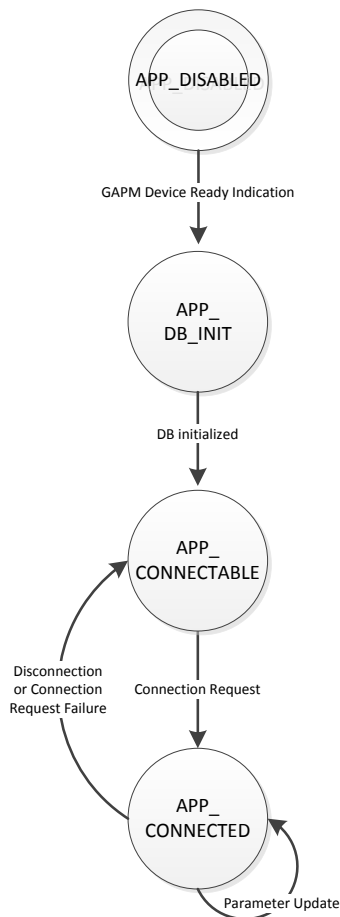 APP_DISABLED
GAPM Device Ready Indication
APP_
DB_INIT
DB initialized
APP_
CONNECTABLE
Disconnection
or Connection
Request Failure
Connection Request
APP_
CONNECTED
Parameter Update